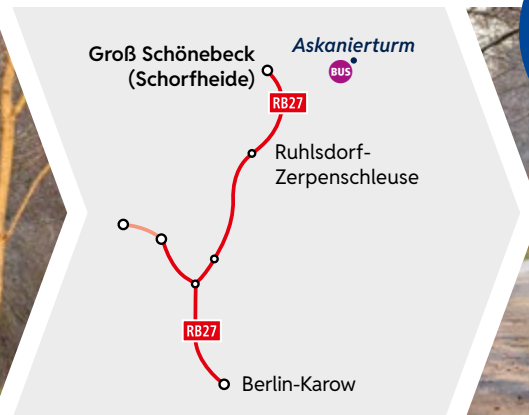 Groß Schönebeck
(Schorfheide)
Askanierturm
BUS
RB27
Ruhlsdorf-
Zerpenschleuse
RB27
Berlin-Karow